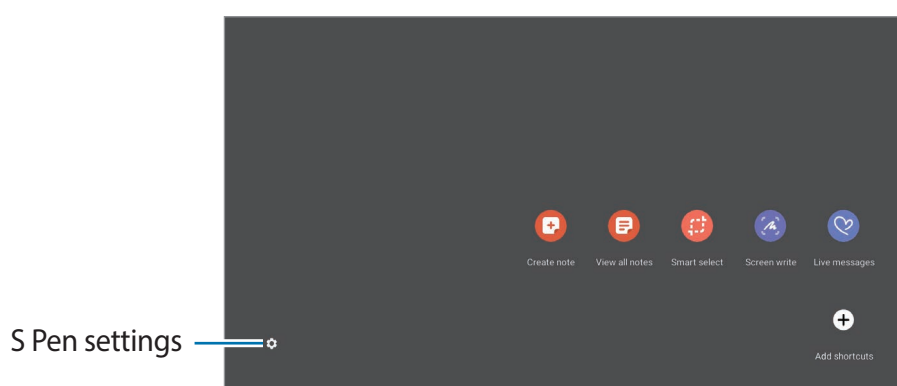 Create note View all notes Smart select Screen write Live messages
S Pen settings
Add shortcuts